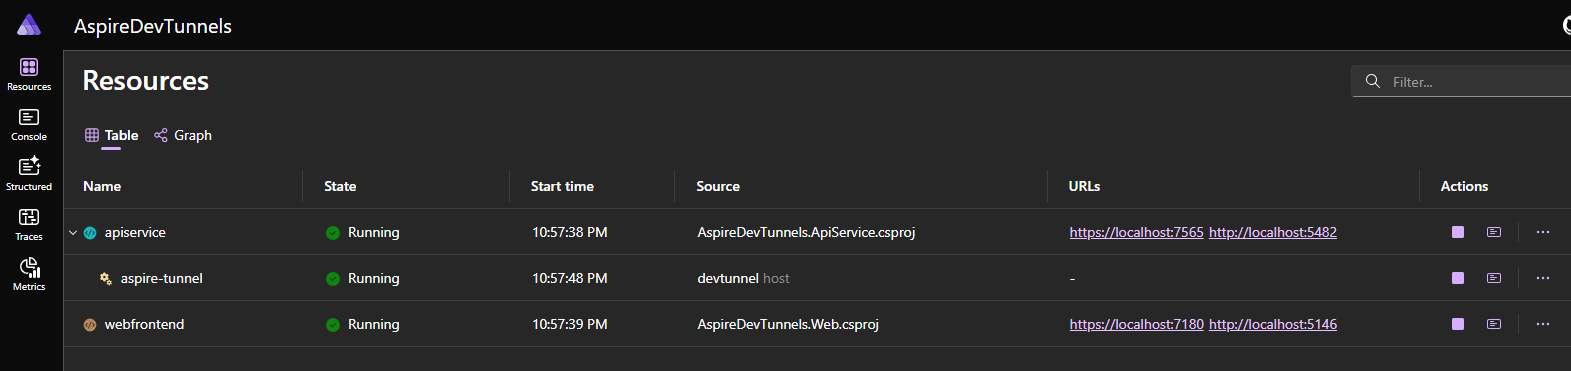 AspireDevTunnels
Resources
Console
Structured
Traces
Metrics
Resources
Filter...
Table Graph
Name State Start time Source URLs Actions
apiservice Running 10:57:38 PM AspireDevTunnels.ApiService.csproj https://localhost:7565 http://localhost:5482
aspire-tunnel Running 10:57:48 PM devtunnel host -
webfrontend Running 10:57:39 PM AspireDevTunnels.Web.csproj https://localhost:7180 http://localhost:5146